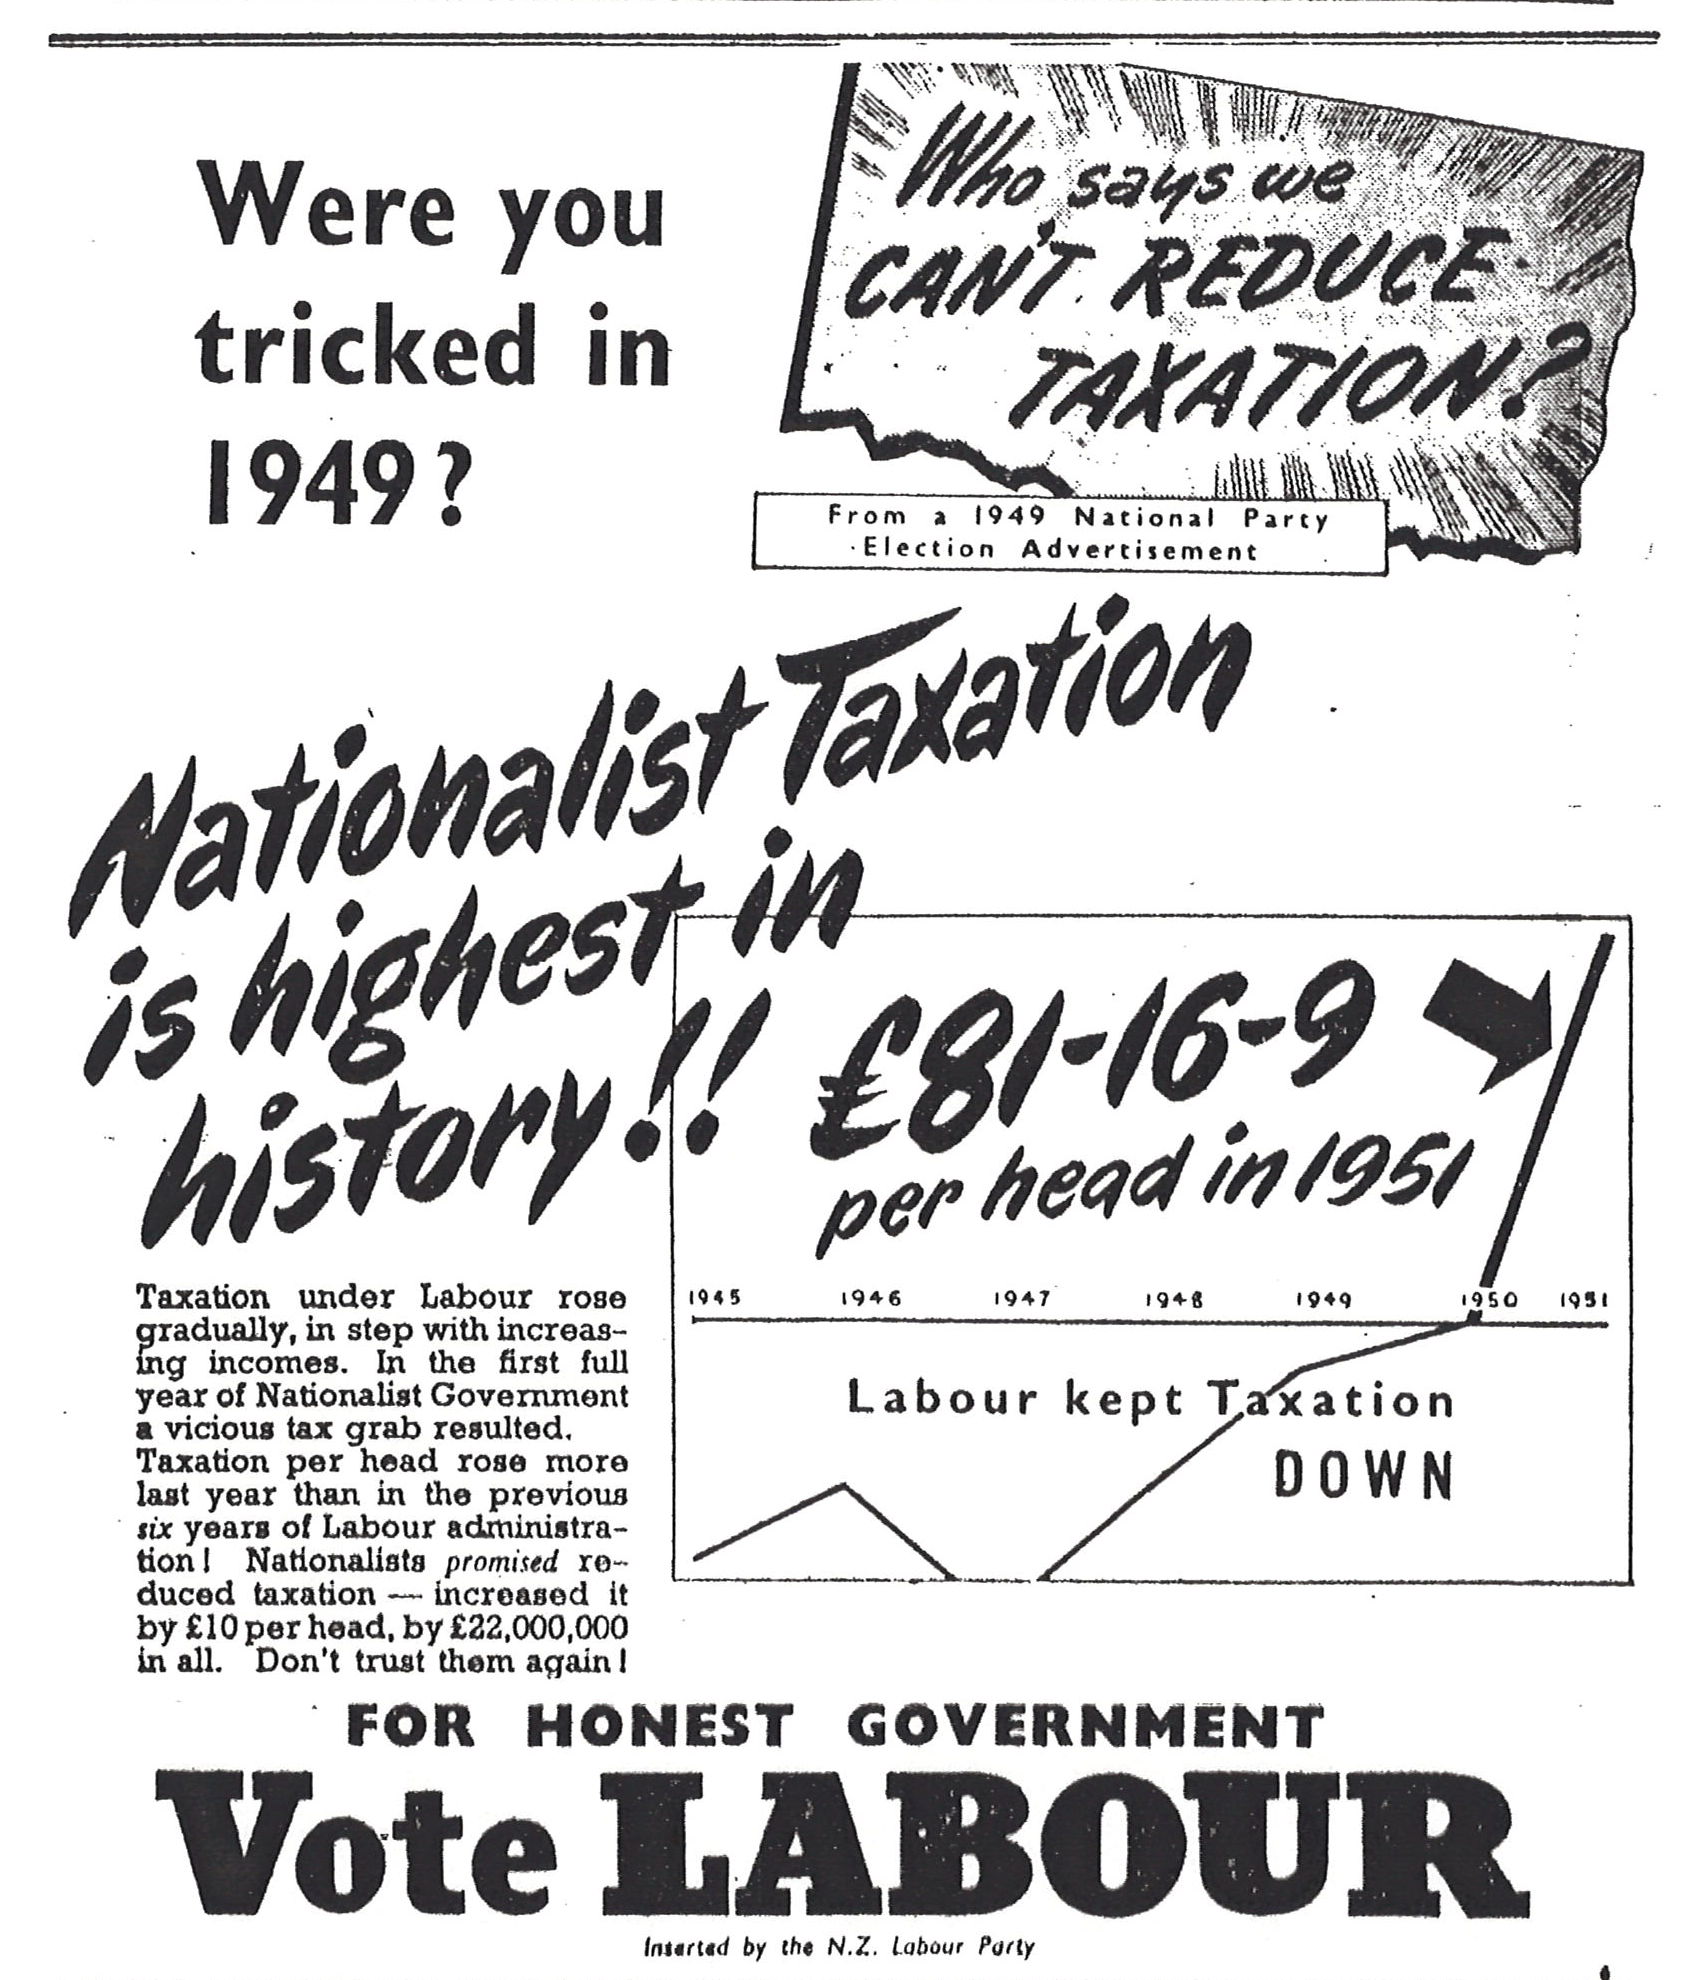 Were you
tricked in
1949?
Who says we
CAN'T REDUCE
TAXATION?
From a 1949 National Party
Election Advertisement
Nationalist Taxation
is highest in
history!!
£81-16-9
per head in 1951
1945 1946 1947 1948 1949 1950 1951
Labour kept Taxation
DOWN
Taxation under Labour rose
gradually, in step with increas-
ing incomes. In the first full
year of Nationalist Government
a vicious tax grab resulted.
Taxation per head rose more
last year than in the previous
six years of Labour administra-
tion! Nationalists promised re-
duced taxation — increased it
by £10 per head, by £22,000,000
in all. Don't trust them again!
FOR HONEST GOVERNMENT
Vote LABOUR
Inserted by the N.Z. Labour Party